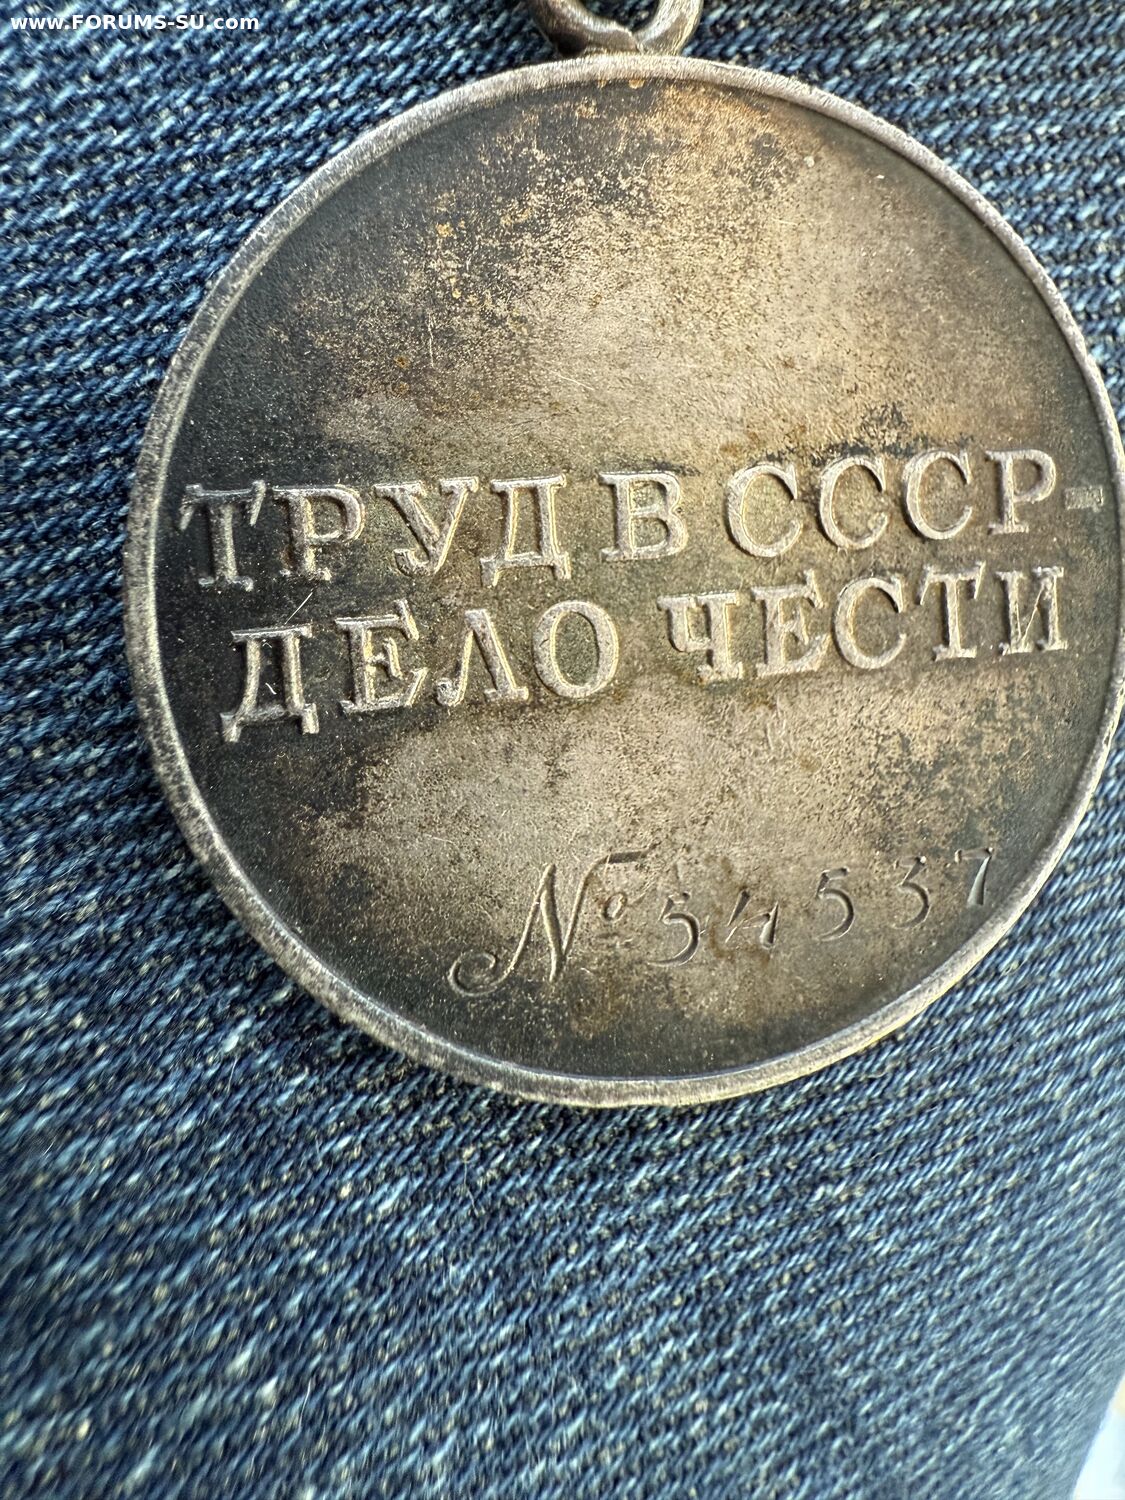 www.FORUMS-SU.com
ТРУД В СССР-
ДЕЛО ЧЕСТИ
№ 54537